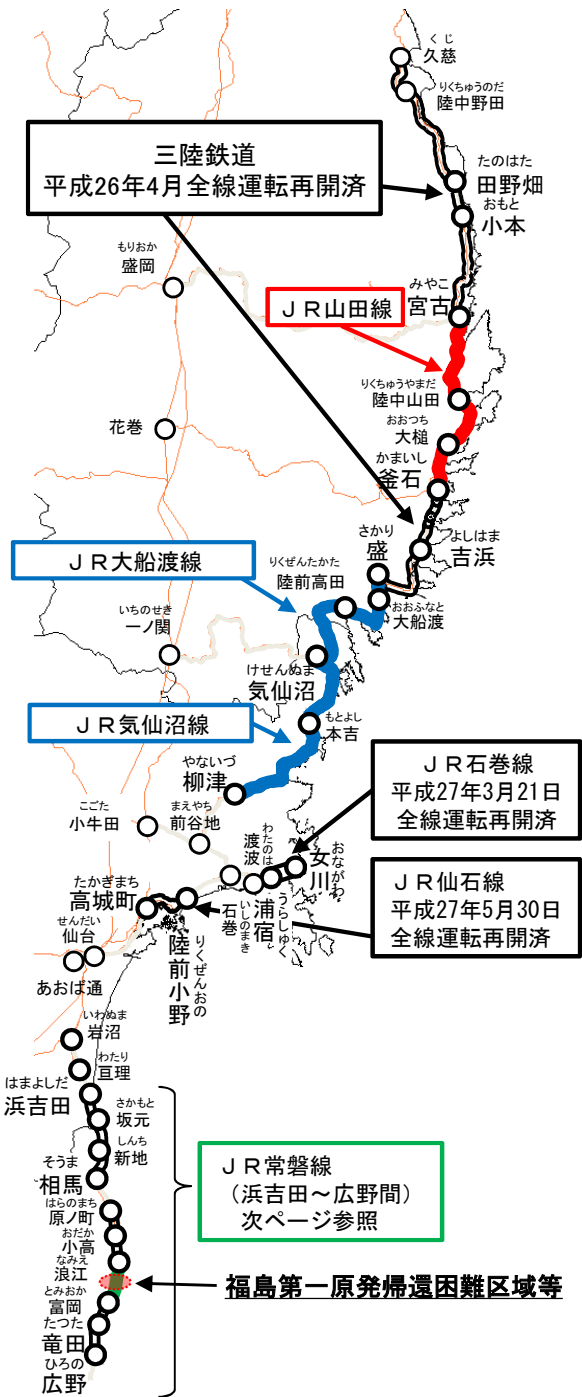 くじ
久慈
りくちゅうのだ
陸中野田
三陸鉄道
平成26年4月全線運転再開済
たのはた
田野畑
おもと
小本
もりおか
盛岡
みやこ
宮古
ＪＲ山田線
りくちゅうやまだ
陸中山田
花巻
おおつち
大槌
かまいし
釜石
さかり
盛
よしはま
吉浜
ＪＲ大船渡線
りくぜんたかた
陸前高田
おおふなと
大船渡
いちのせき
一ノ関
けせんぬま
気仙沼
ＪＲ気仙沼線
もとよし
本吉
やないづ
柳津
ＪＲ石巻線
平成27年3月21日
全線運転再開済
こごた
小牛田
まえやち
前谷地
わたのは
渡波
おながわ
女川
ＪＲ仙石線
平成27年5月30日
全線運転再開済
たかぎまち
高城町
いしのまき
石巻
うらしゅく
浦宿
せんだい
仙台
りくぜんおの
陸前小野
あおば通
いわぬま
岩沼
わたり
亘理
はまよしだ
浜吉田
さかもと
坂元
しんち
新地
そうま
相馬
ＪＲ常磐線
（浜吉田～広野間）
次ページ参照
はらのまち
原ノ町
おだか
小高
なみえ
浪江
福島第一原発帰還困難区域等
とみおか
富岡
たつた
竜田
ひろの
広野